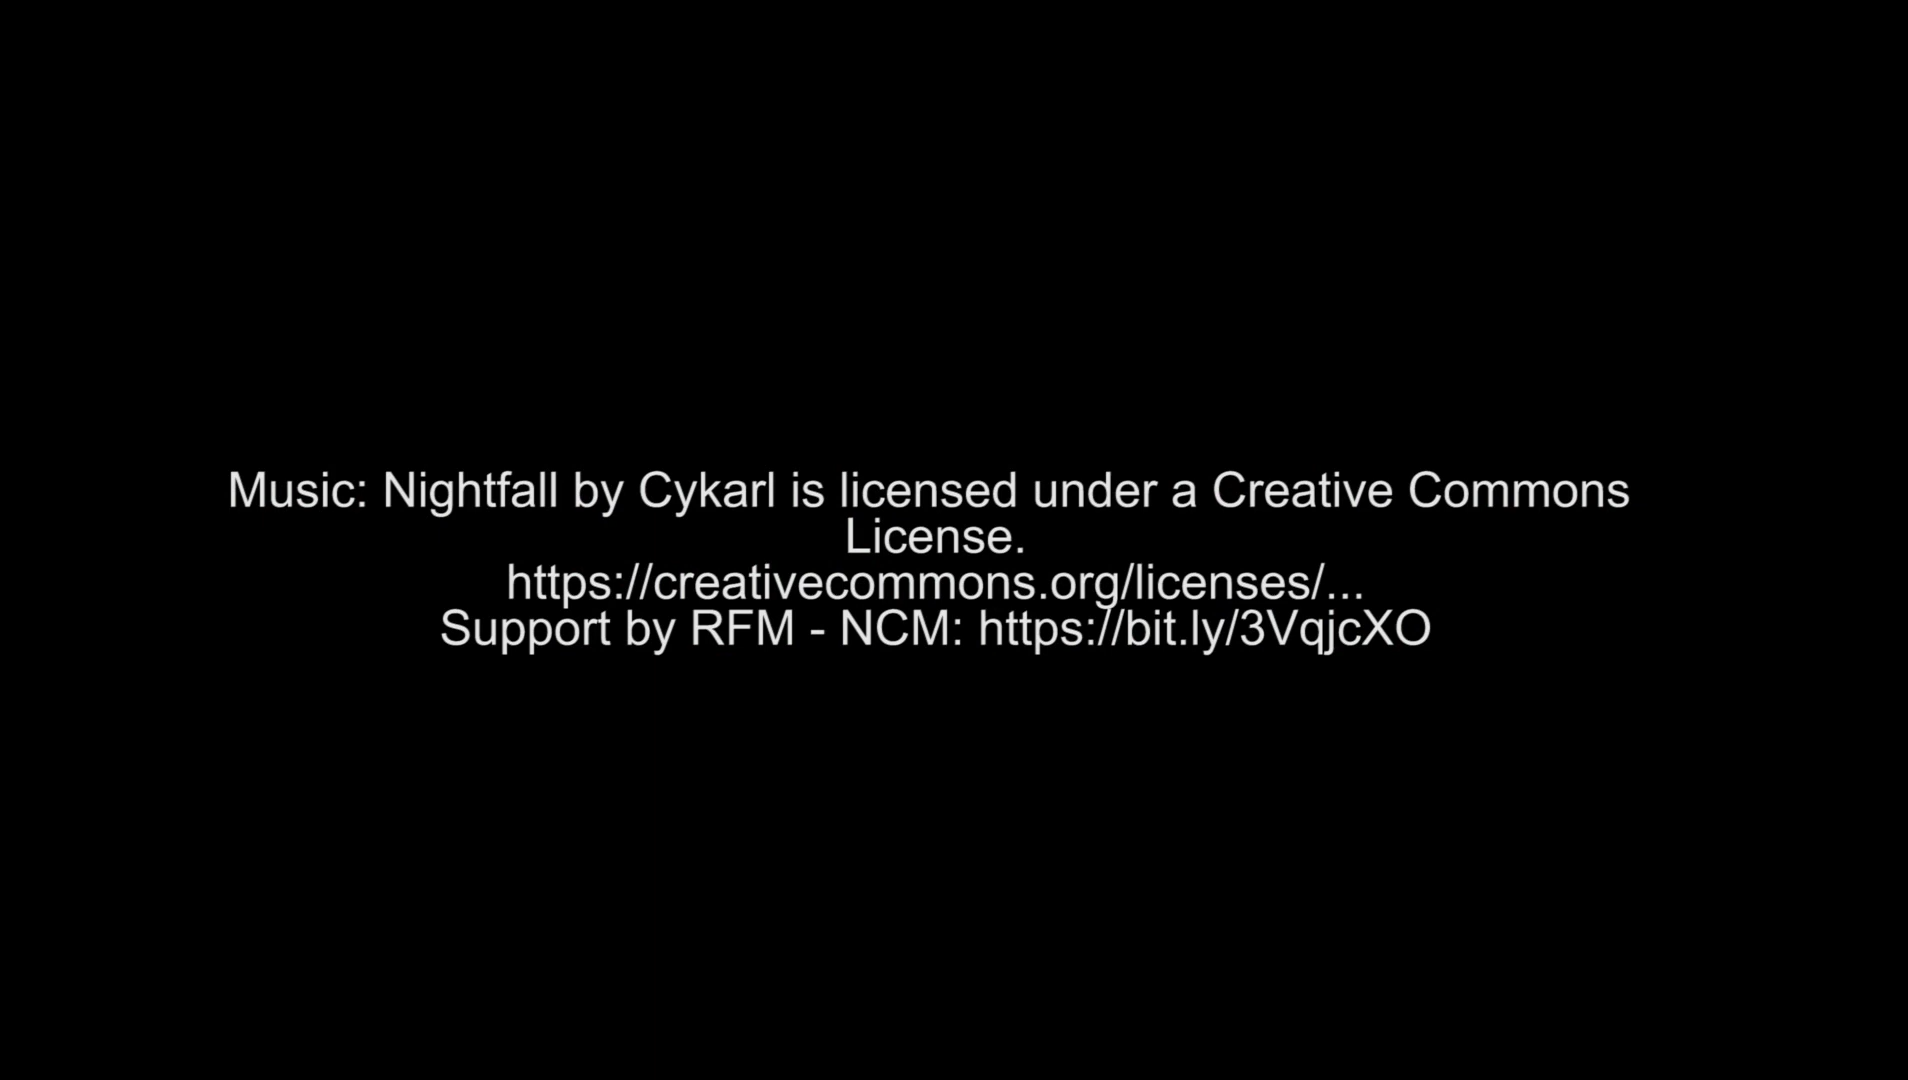 Music: Nightfall by Cykarl is licensed under a Creative Commons
License.
https://creativecommons.org/licenses/...
Support by RFM - NCM: https://bit.ly/3VqjcXO